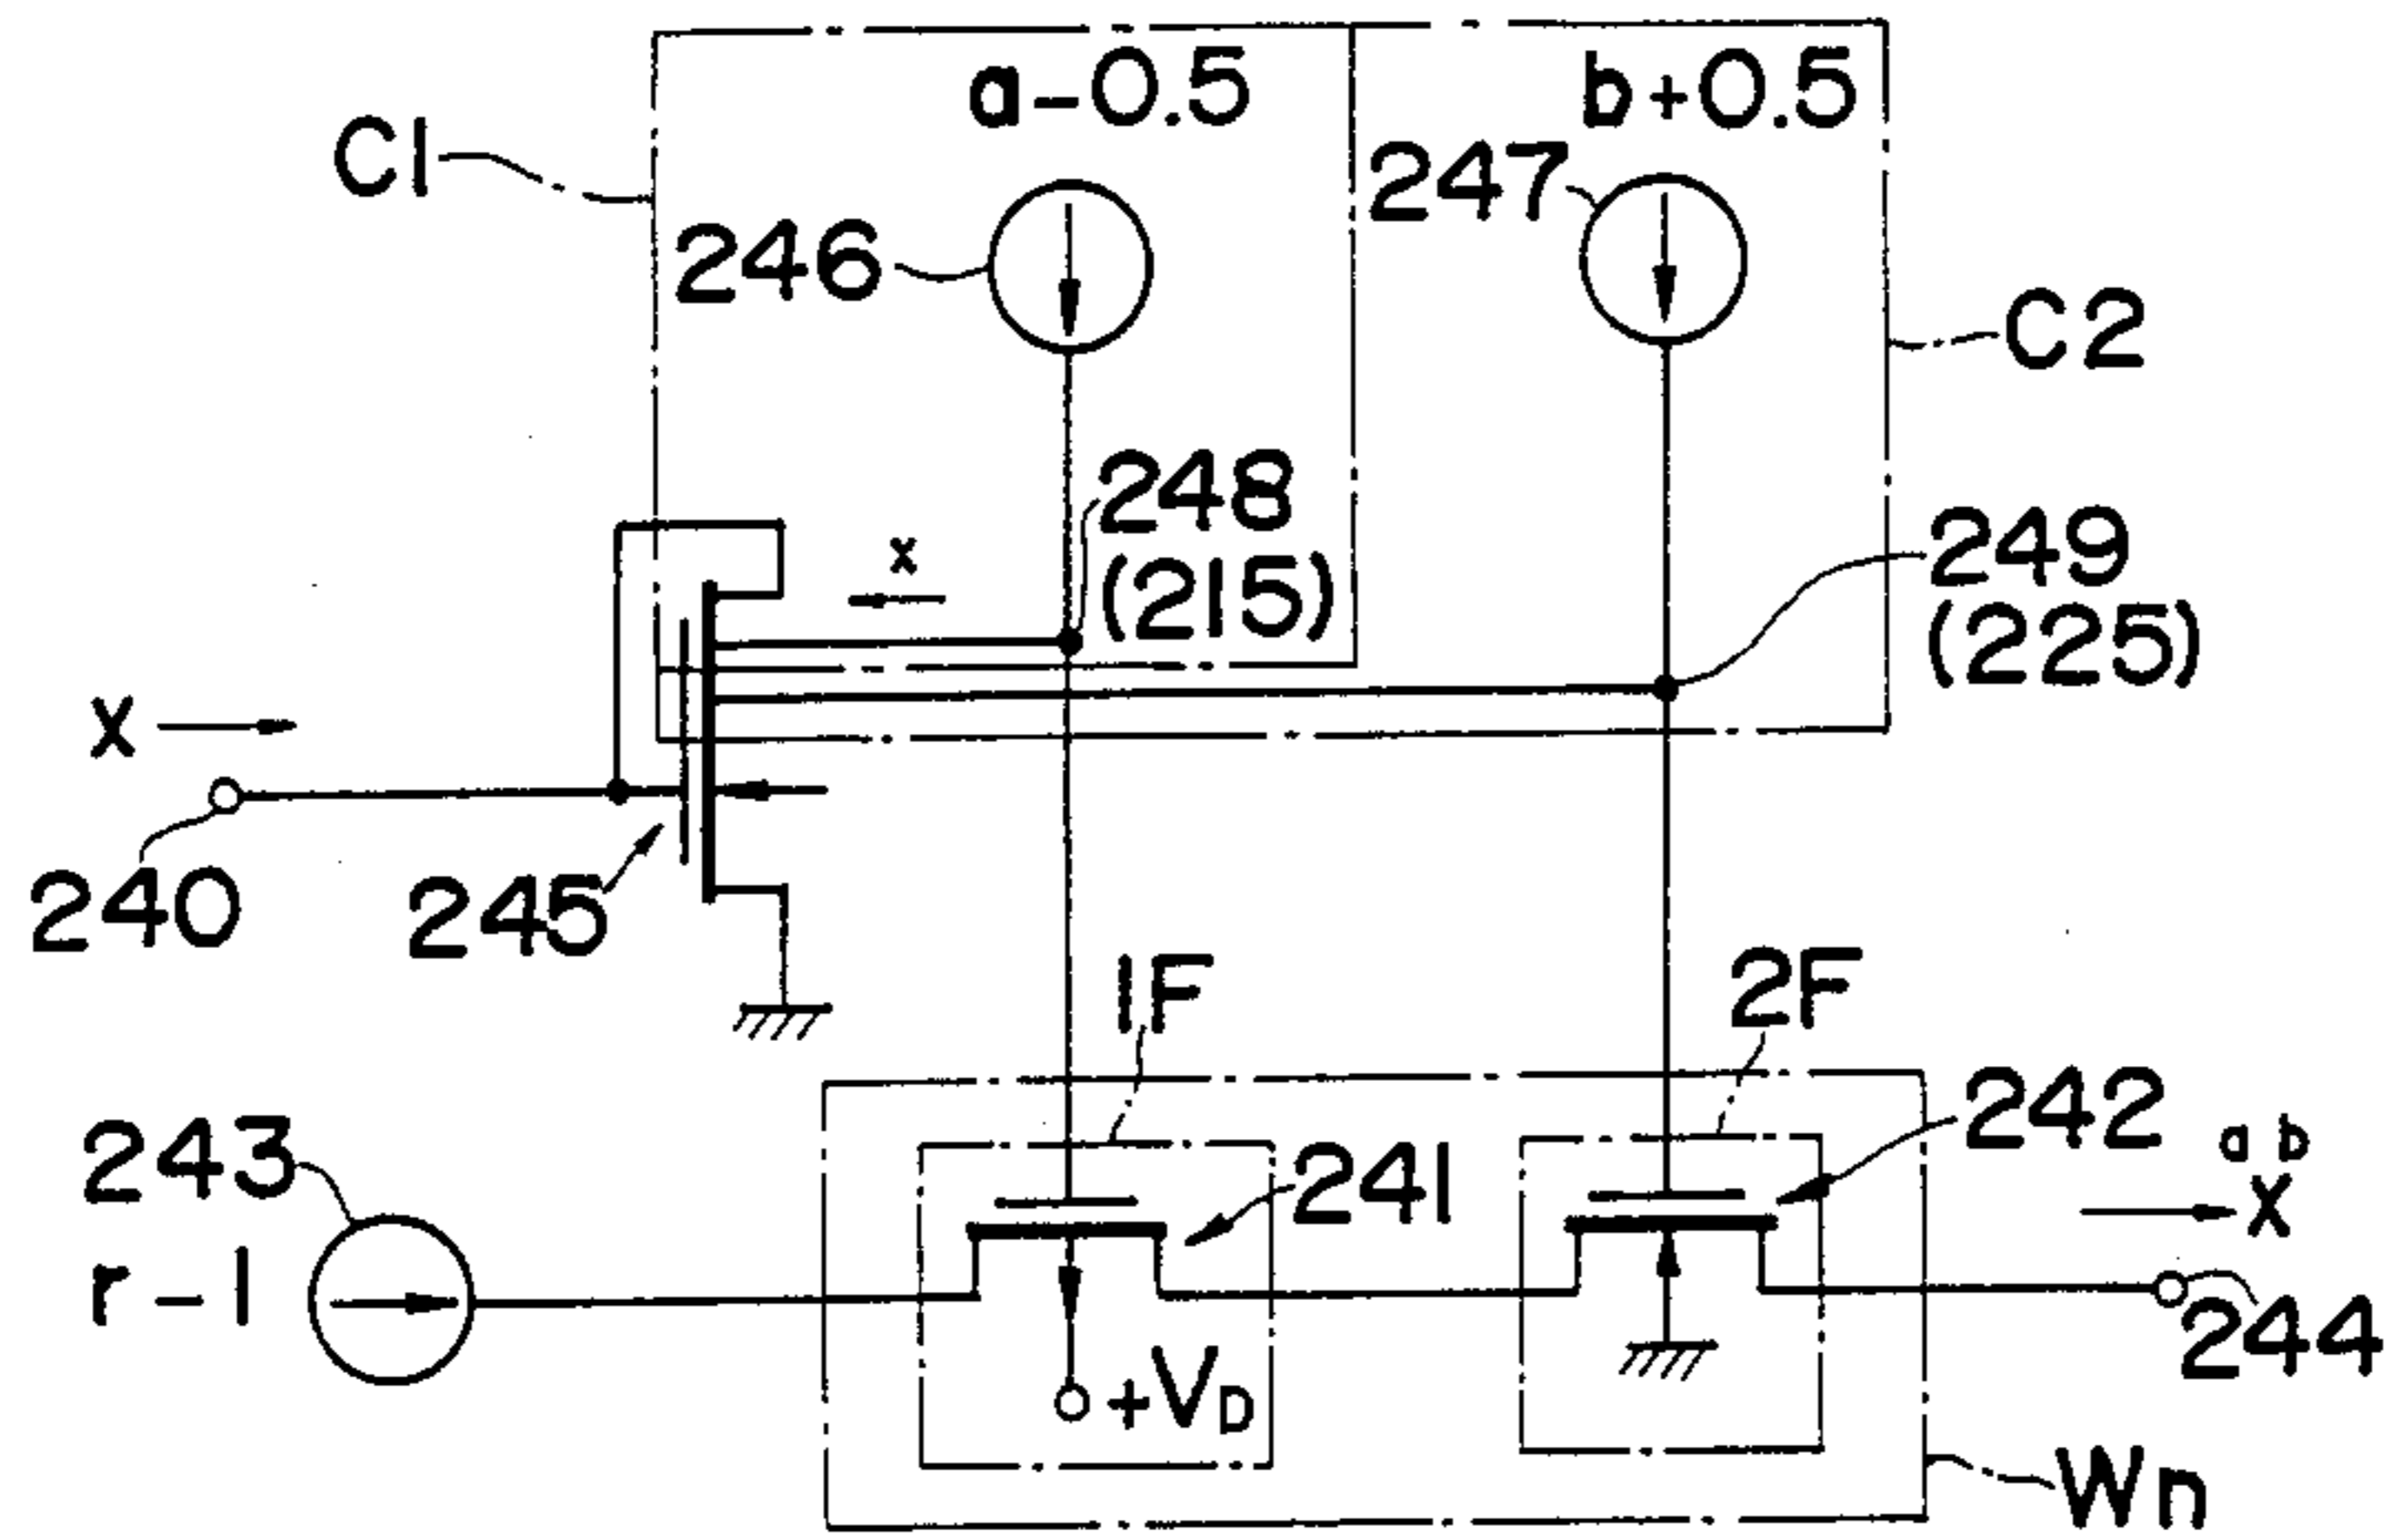 a-0.5
b+0.5
C1
247
246
C2
248
(215)
x
249
(225)
x
240
245
1F
2F
243
242
a b
x
241
r-1
244
+VD
Wn